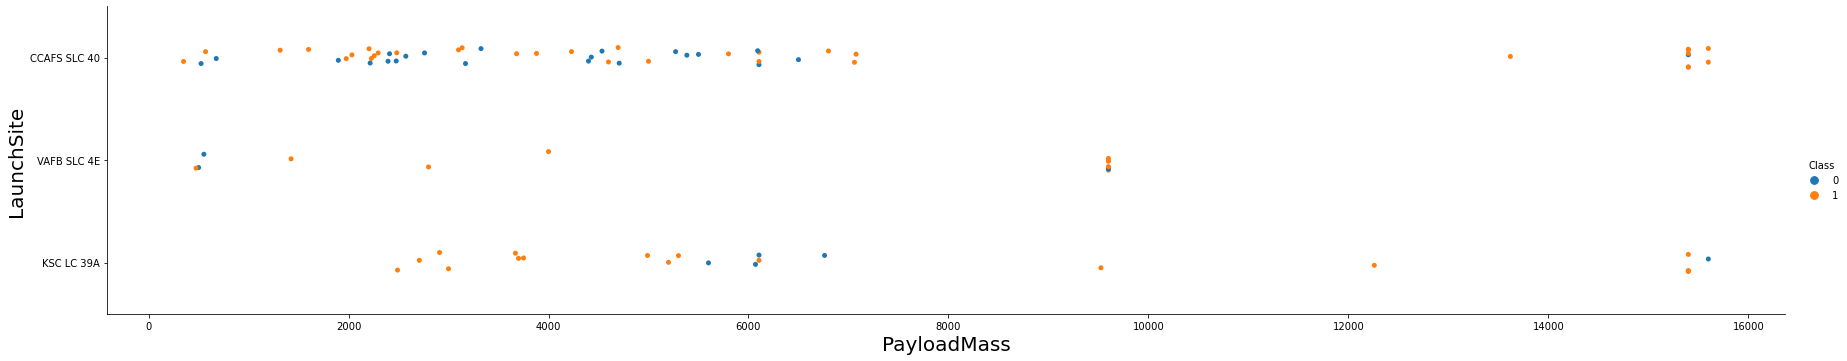 LaunchSite
CCAFS SLC 40
VAFB SLC 4E
KSC LC 39A
0 2000 4000 6000 8000 10000 12000 14000 16000
PayloadMass
Class
0
1